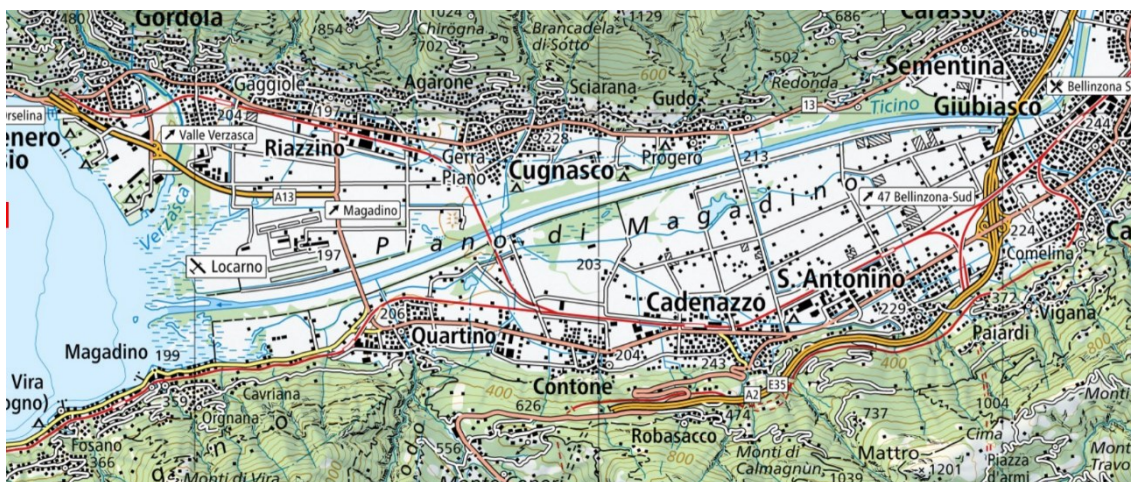 480
Gordola
854
1024
Chirogna
702
Brancadela
di Sotto
1129
686
Carasso
260
Gaggiole
Agarone
Sciarana
600
502
Redonda
Sementina
Bellinzona S
204
197
Gudo
13
Ticino
Giubiasco
244
Valle Verzasca
Riazzino
Gerra
Piano
225
Cugnasco
Progero
213
A13
Magadino
47 Bellinzona-Sud
Verzasca
197
Locarno
Piano di Magadino
203
224
Comelina
S. Antonino
Cadenazzo
206
Quartino
229
372
Vigana
Paiardi
Magadino 199
204
243
400
800
Vira
Cavriana
Contone
400
E35
A2
Orgnana
626
474
737
1004
Fosano
366
556
Robasacco
Cima
Monti di Vira
800
Monti di
Calmagnun
Mattro
1201
1039
Piazza
d'armi